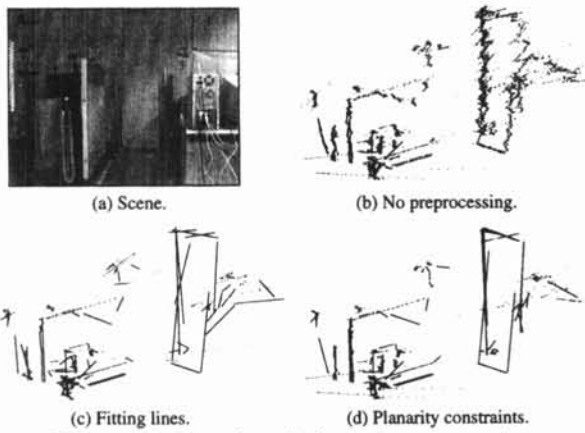 (a) Scene.
(b) No preprocessing.
(c) Fitting lines.
(d) Planarity constraints.